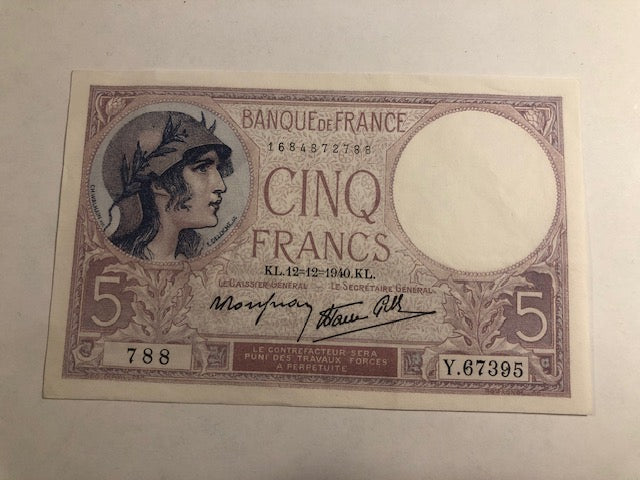 BANQUE DE FRANCE
1684872788
CINQ
FRANCS
KL.12=12=1940.KL.
LE CAISSIER GÉNÉRAL LE SECRÉTAIRE GÉNÉRAL
5 5
788
LE CONTREFACTEUR SERA
PUNI DES TRAVAUX FORCÉS
À PERPÉTUITÉ
Y.67395